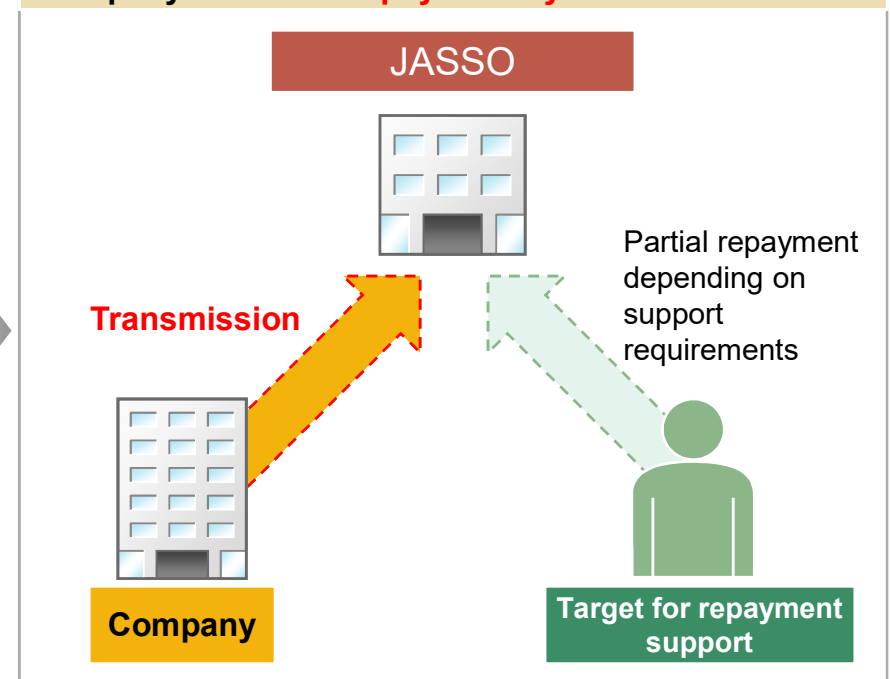 JASSO
Partial repayment
depending on
support
requirements
Transmission
Company
Target for repayment
support